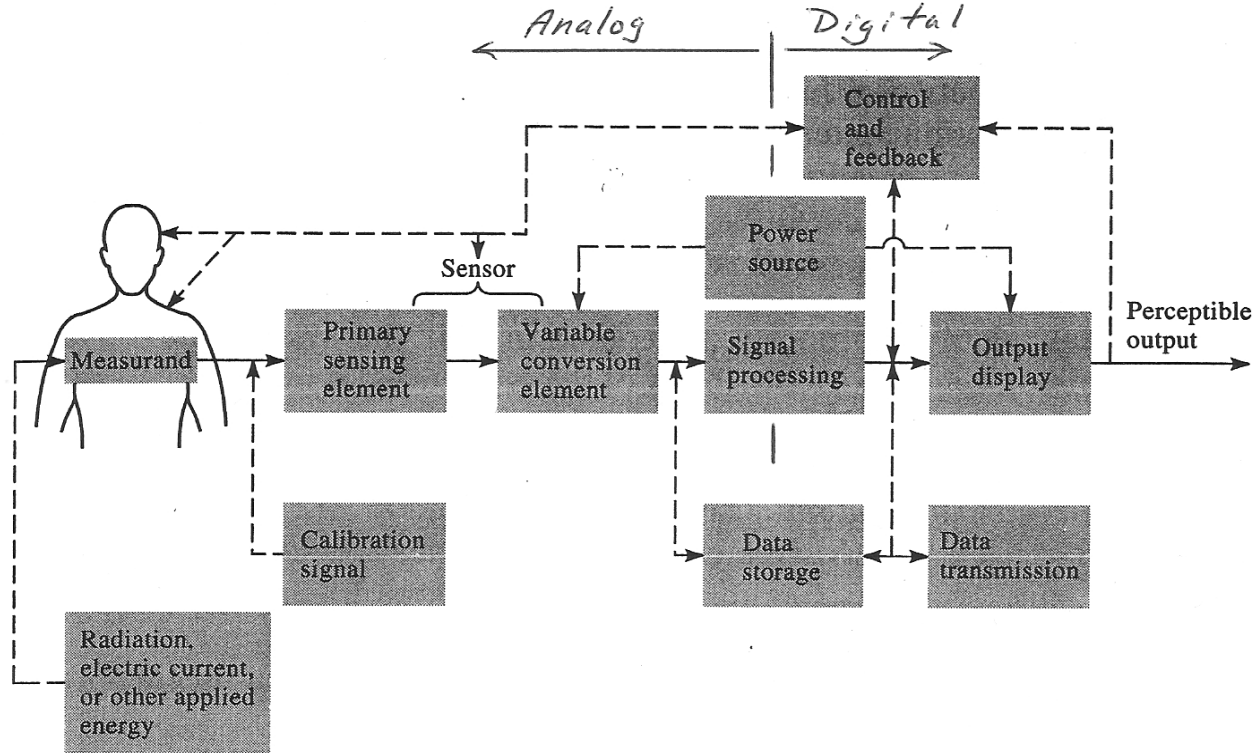 Analog
Digital
Control
and
feedback
Power
source
Sensor
Measurand
Primary
sensing
element
Variable
conversion
element
Signal
processing
Output
display
Perceptible
output
Calibration
signal
Data
storage
Data
transmission
Radiation,
electric current,
or other applied
energy